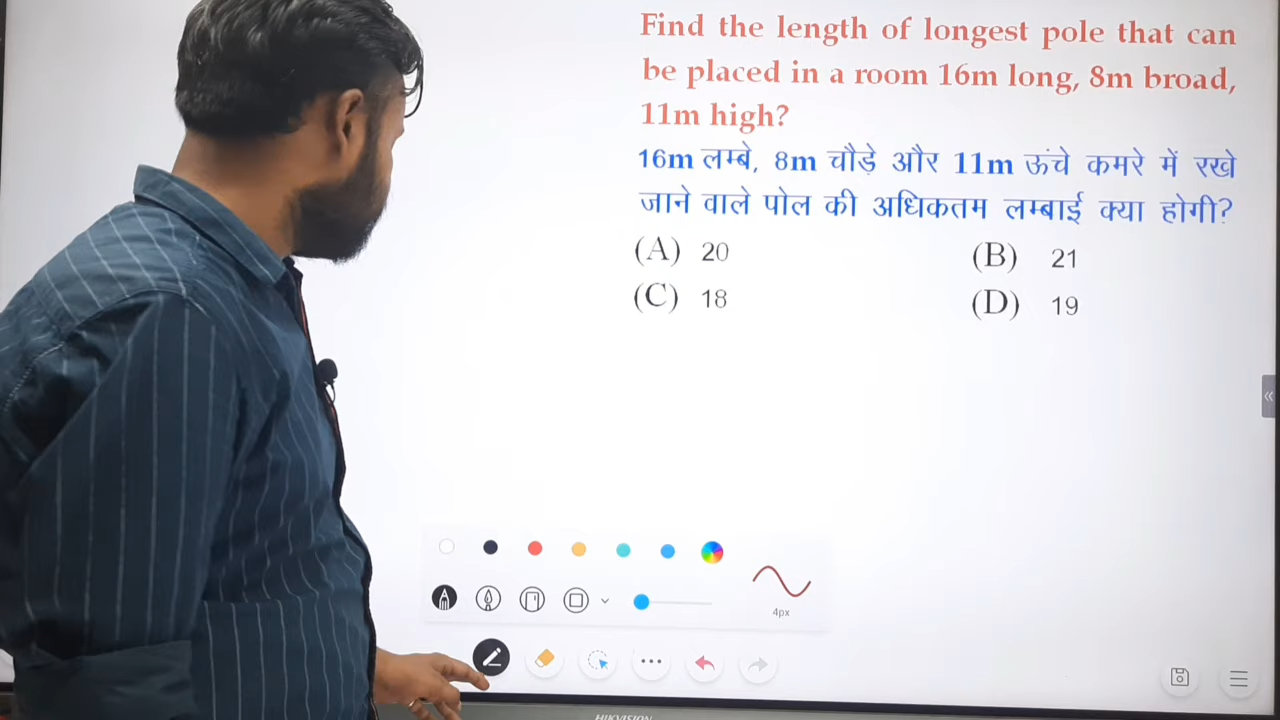 Find the length of longest pole that can
be placed in a room 16m long, 8m broad,
11m high?
16m लम्बे, 8m चौड़े और 11m ऊंचे कमरे में रखे
जाने वाले पोल की अधिकतम लम्बाई क्या होगी?
(A) 20 (B) 21
(C) 18 (D) 19
4px
HIKVISION